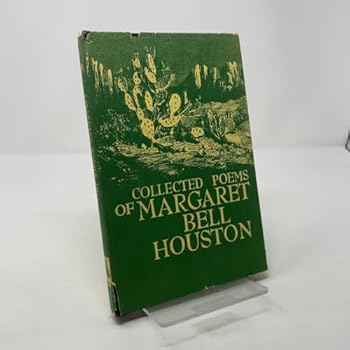 COLLECTED POEMS
OF MARGARET
BELL
HOUSTON